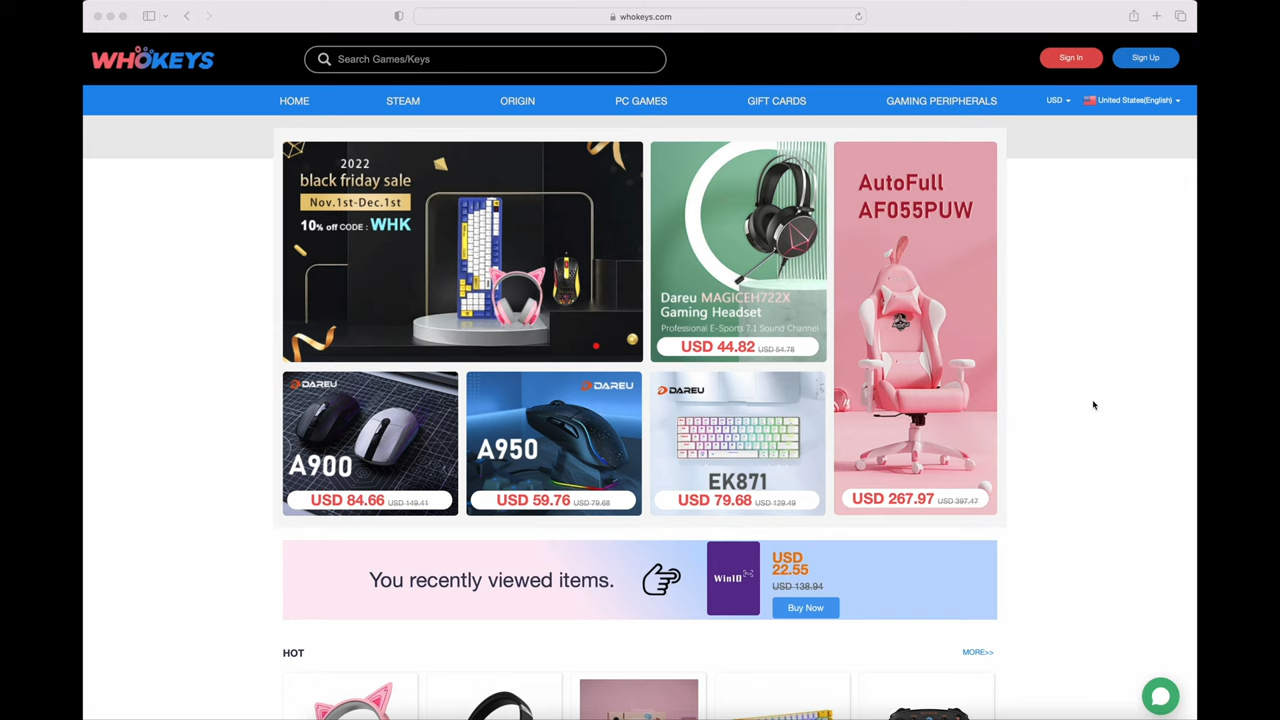 whokeys.com
WHOKEYS
Search Games/Keys
Sign In
Sign Up
HOME
STEAM
ORIGIN
PC GAMES
GIFT CARDS
GAMING PERIPHERALS
USD
United States(English)
2022
black friday sale
Nov.1st-Dec.1st
10% off CODE : WHK
Dareu MAGICEH722X
Gaming Headset
Professional E-Sports 7.1 Sound Channel
USD 44.82 USD 54.78
AutoFull
AF055PUW
USD 267.97 USD 397.47
DAREU
A900
USD 84.66 USD 149.41
DAREU
A950
USD 59.76 USD 79.68
DAREU
EK871
USD 79.68 USD 129.49
You recently viewed items.
Win10
USD
22.55
USD 138.94
Buy Now
HOT
MORE>>